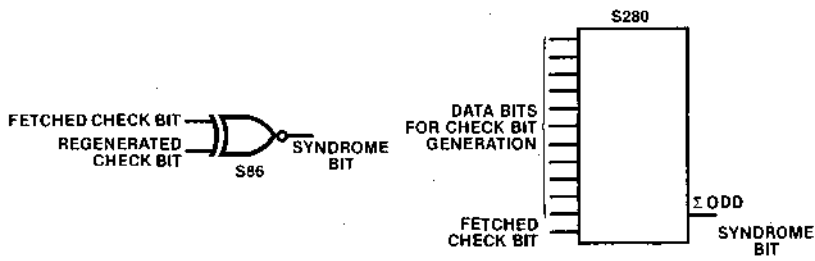 FETCHED CHECK BIT
REGENERATED
CHECK BIT
S86
SYNDROME
BIT
S280
DATA BITS
FOR CHECK BIT
GENERATION
FETCHED
CHECK BIT
Σ ODD
SYNDROME
BIT